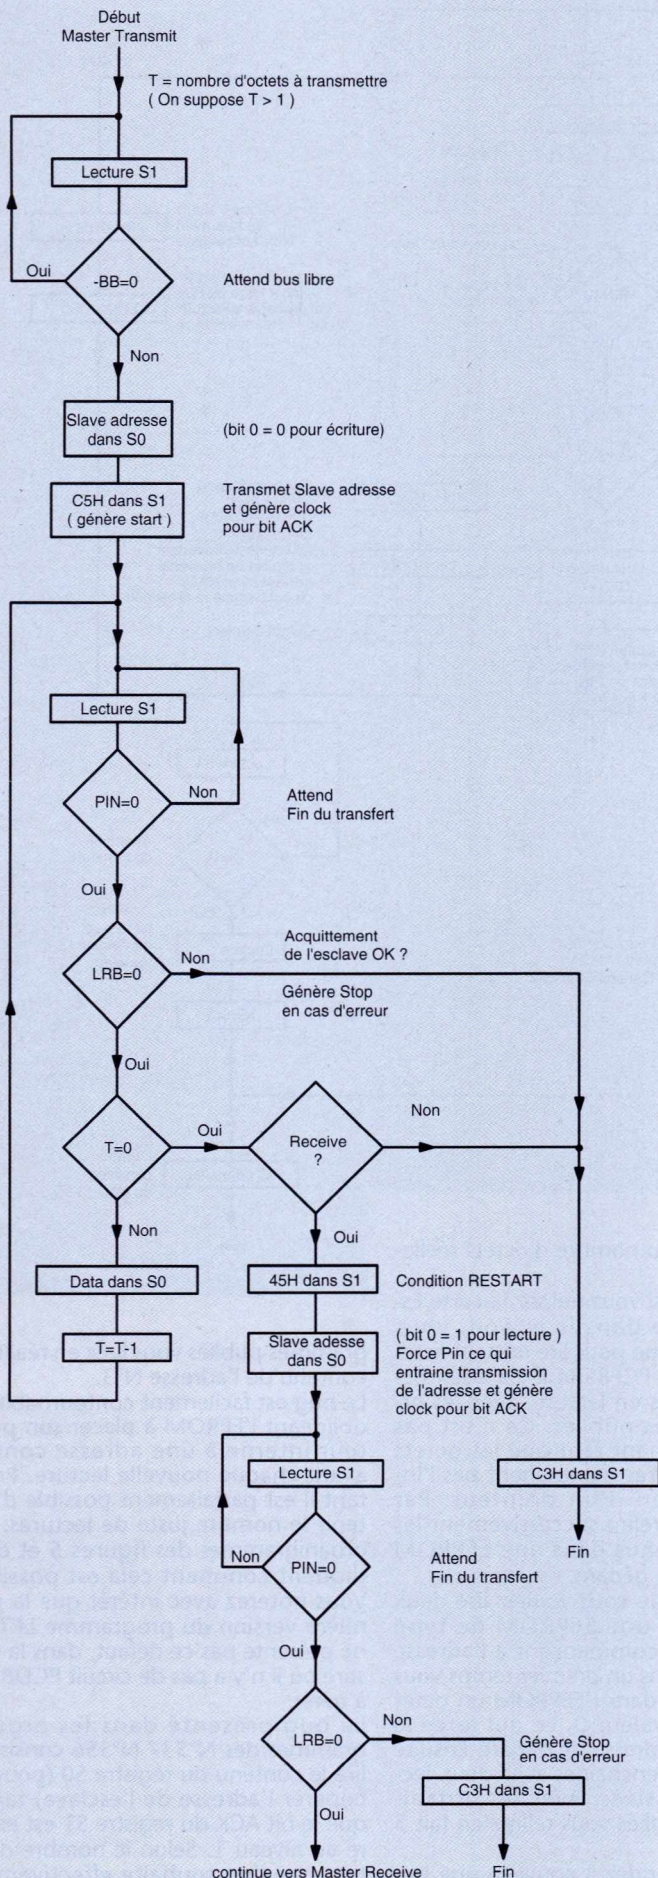 Début
Master Transmit
T = nombre d'octets à transmettre
( On suppose T > 1 )
Lecture S1
Oui
-BB=0
Attend bus libre
Non
Slave adresse
dans S0
(bit 0 = 0 pour écriture)
C5H dans S1
( génère start )
Transmet Slave adresse
et génère clock
pour bit ACK
Lecture S1
PIN=0
Non
Attend
Fin du transfert
Oui
LRB=0
Non
Acquittement
de l'esclave OK ?
Génère Stop
en cas d'erreur
Oui
T=0
Oui
Receive
?
Non
Non
Oui
Data dans S0
45H dans S1
Condition RESTART
T=T-1
Slave adesse
dans S0
( bit 0 = 1 pour lecture )
Force Pin ce qui
entraine transmission
de l'adresse et génère
clock pour bit ACK
Lecture S1
C3H dans S1
Fin
Non
PIN=0
Attend
Fin du transfert
Oui
LRB=0
Non
Génère Stop
en cas d'erreur
C3H dans S1
Oui
continue vers Master Receive
Fin